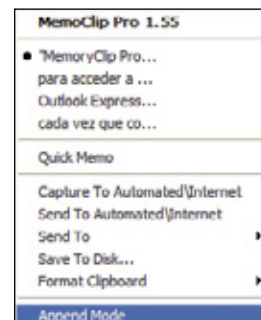 MemoClip Pro 1.55
"MemoryClip Pro...
para acceder a ...
Outlook Express...
cada vez que co...
Quick Memo
Capture To Automated\Internet
Send To Automated\Internet
Send To
Save To Disk...
Format Clipboard
Append Mode